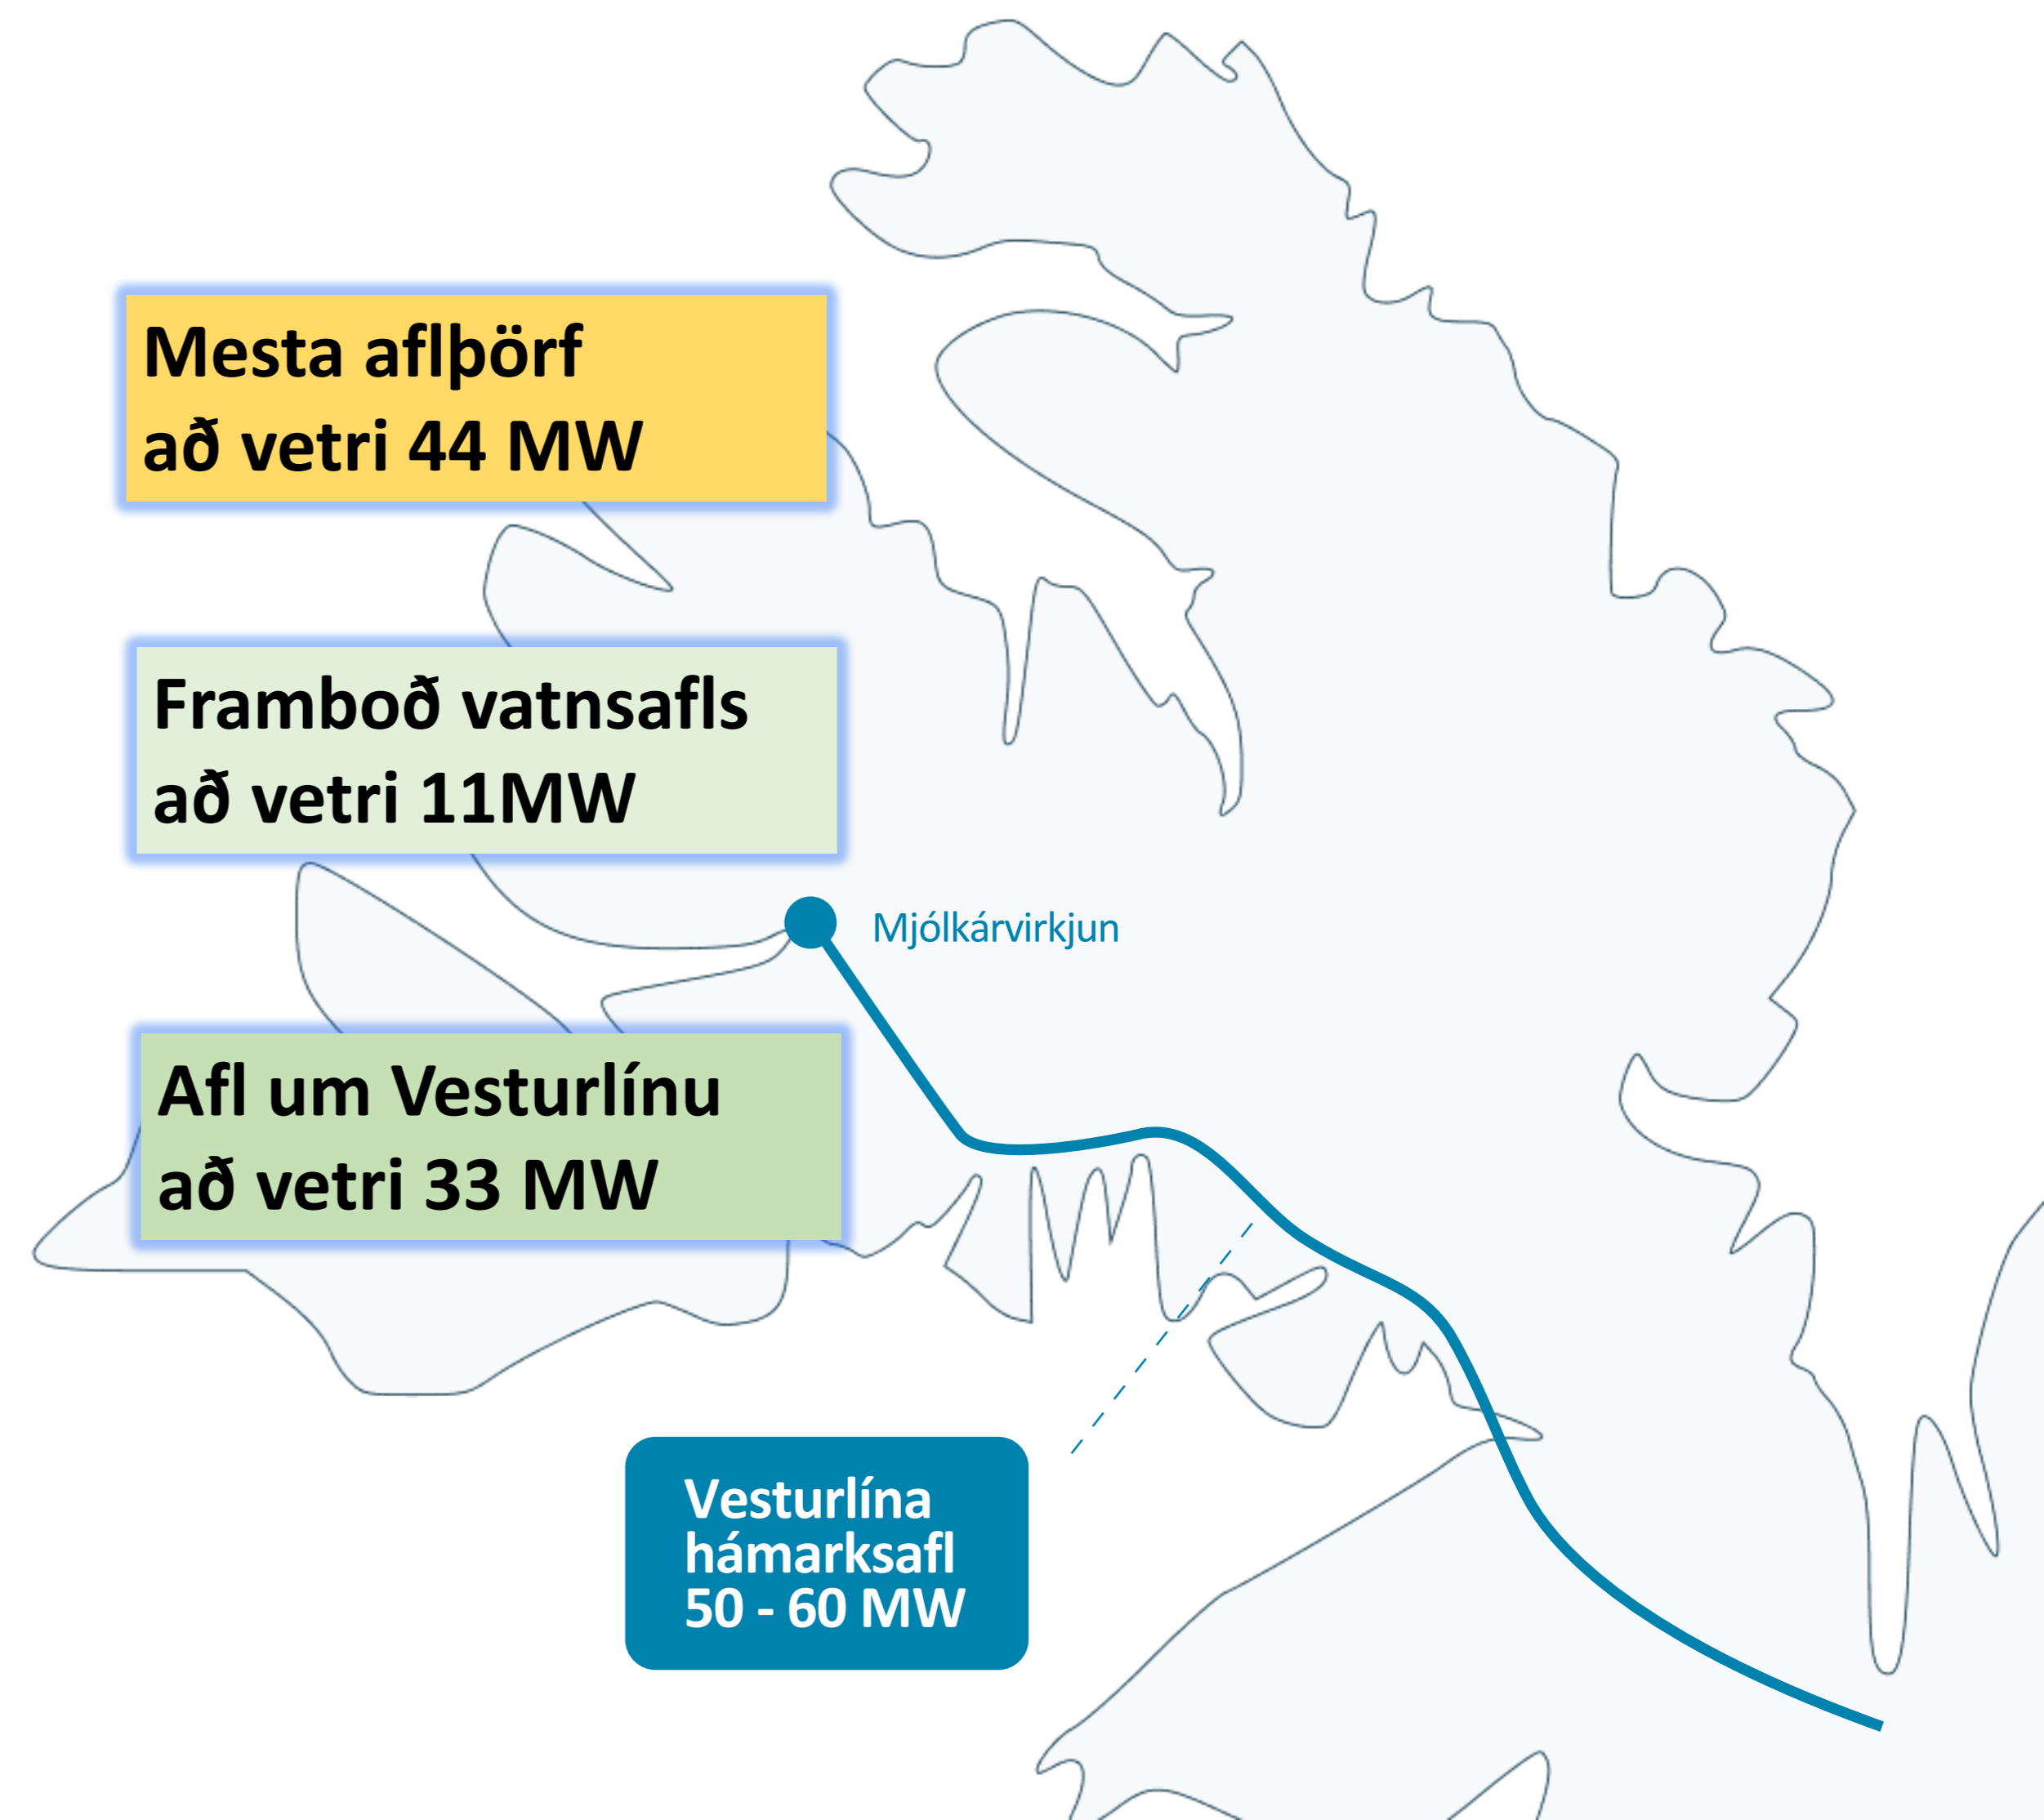 Mesta aflþörf
að vetri 44 MW
Framboð vatnsafls
að vetri 11MW
Mjólkárvirkjun
Afl um Vesturlínu
að vetri 33 MW
Vesturlína
hámarksafl
50 - 60 MW